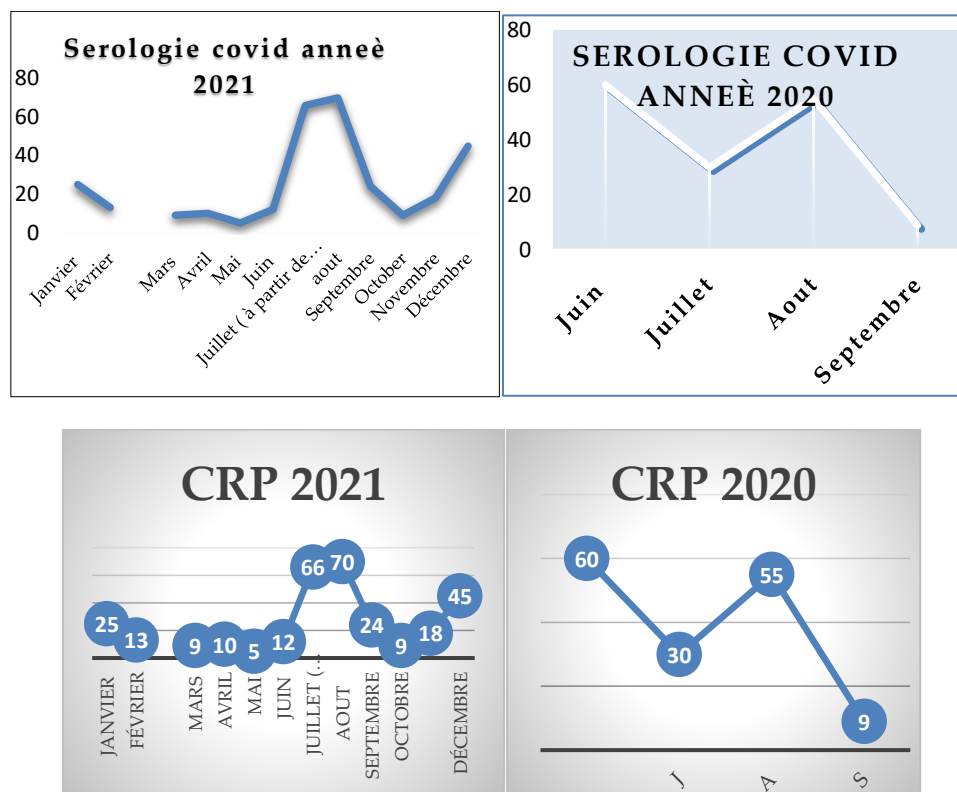 Serologie covid anneè
2021
80
60
40
20
0
Janvier
Février
Mars
Avril
Mai
Juin
Juillet ( à partir de...
aout
Septembre
October
Novembre
Décembre
SEROLOGIE COVID
ANNEÈ 2020
80
60
40
20
0
Juin
Juillet
Aout
Septembre
CRP 2021
25
13
9
10
5
12
66
70
24
9
18
45
JANVIER
FÉVRIER
MARS
AVRIL
MAI
JUIN
JUILLET (...
AOUT
SEPTEMBRE
OCTOBRE
DÉCEMBRE
CRP 2020
60
30
55
9
J
A
S